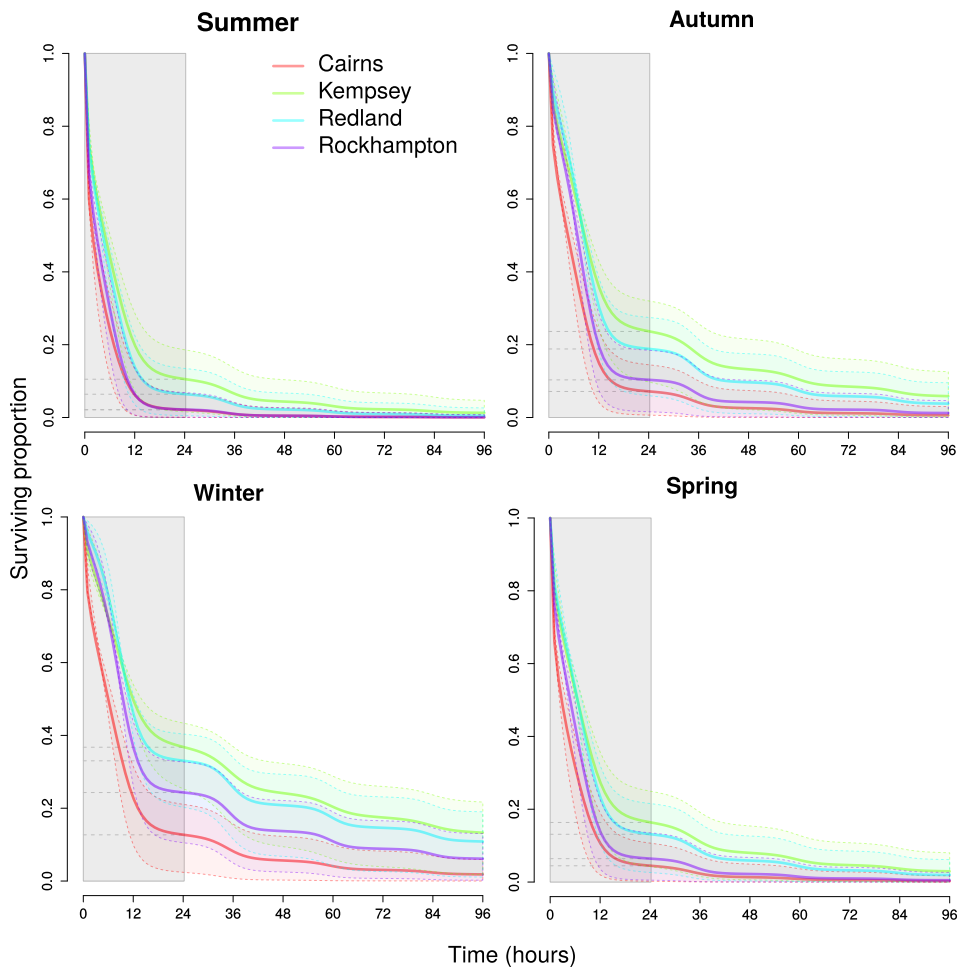 Summer
Autumn
Cairns
Kempsey
Redland
Rockhampton
0.0 0.2 0.4 0.6 0.8 1.0
0 12 24 36 48 60 72 84 96
0.0 0.2 0.4 0.6 0.8 1.0
0 12 24 36 48 60 72 84 96
Surviving proportion
Winter
Spring
0.0 0.2 0.4 0.6 0.8 1.0
0 12 24 36 48 60 72 84 96
0.0 0.2 0.4 0.6 0.8 1.0
0 12 24 36 48 60 72 84 96
Time (hours)